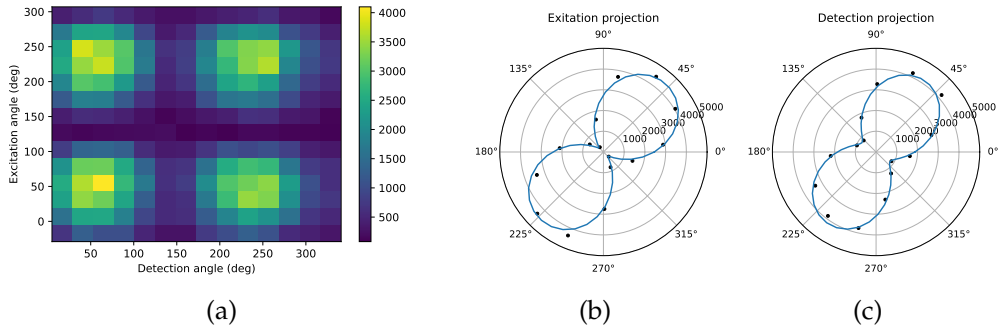 300
250
200
150
100
50
0
Excitation angle (deg)
50 100 150 200 250 300
Detection angle (deg)
4000
3500
3000
2500
2000
1500
1000
500
(a)
Exitation projection
90°
135° 45°
180° 0°
225° 315°
270°
1000 2000 3000 4000 5000
(b)
Detection projection
90°
135° 45°
180° 0°
225° 315°
270°
1000 2000 3000 4000 5000
(c)